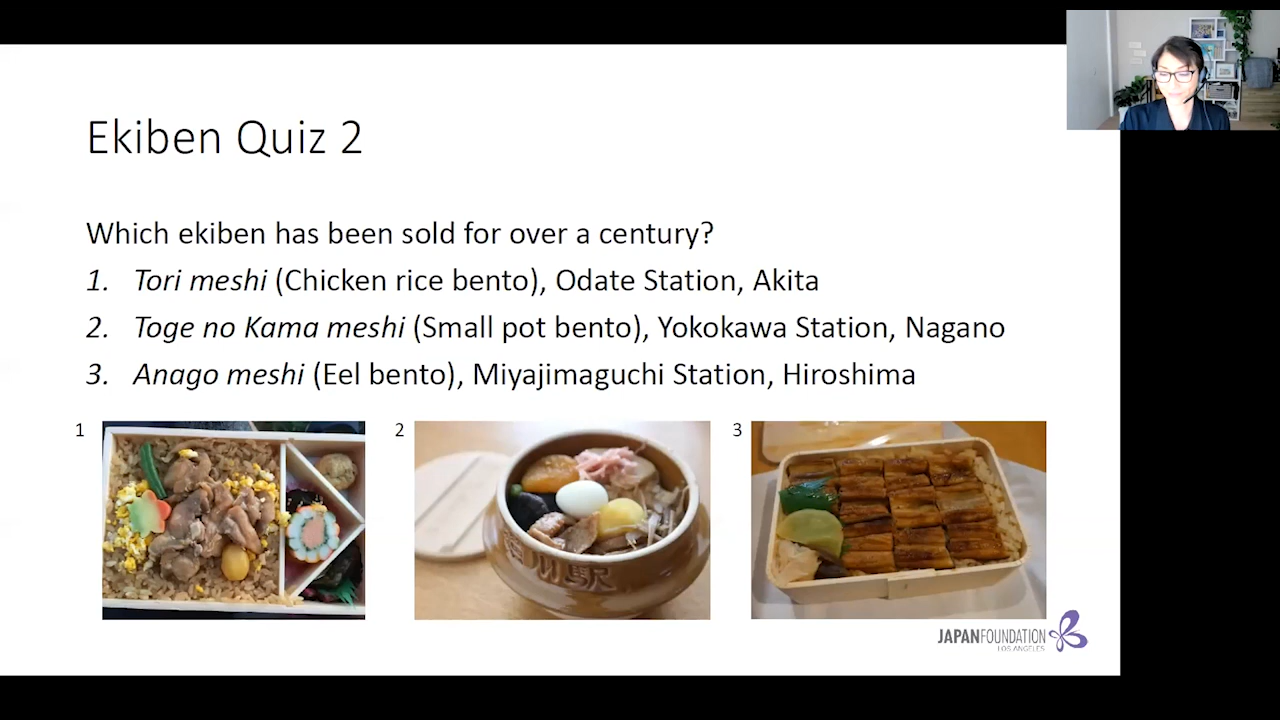 Ekiben Quiz 2
Which ekiben has been sold for over a century?
1. Tori meshi (Chicken rice bento), Odate Station, Akita
2. Toge no Kama meshi (Small pot bento), Yokokawa Station, Nagano
3. Anago meshi (Eel bento), Miyajimaguchi Station, Hiroshima
1
2
3
川駅
JAPANFOUNDATION
LOS ANGELES